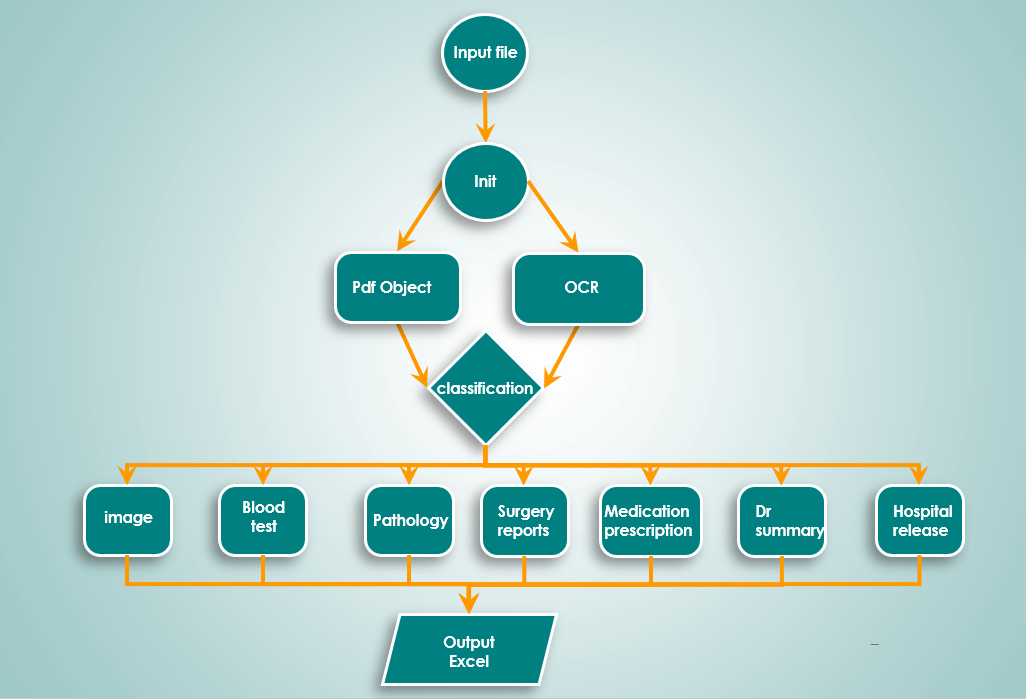 Input file
Init
Pdf Object
OCR
classification
image
Blood
test
Pathology
Surgery
reports
Medication
prescription
Dr
summary
Hospital
release
Output
Excel